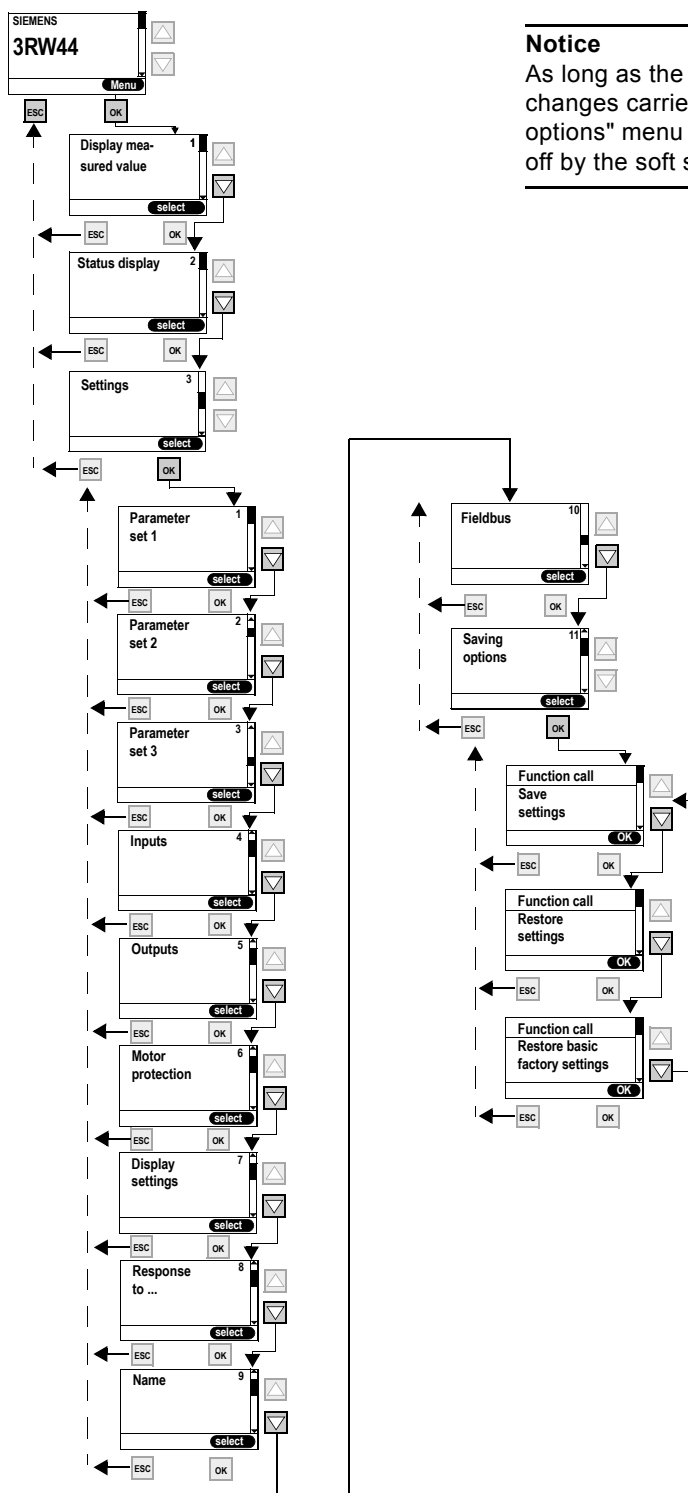 SIEMENS
3RW44
Menu
ESC
OK
Display mea-
sured value
1
select
ESC
OK
Status display
2
select
ESC
OK
Settings
3
select
ESC
OK
Parameter
set 1
1
select
ESC
OK
Parameter
set 2
2
select
ESC
OK
Parameter
set 3
3
select
ESC
OK
Inputs
4
select
ESC
OK
Outputs
5
select
ESC
OK
Motor
protection
6
select
ESC
OK
Display
settings
7
select
ESC
OK
Response
to ...
8
select
ESC
OK
Name
9
select
ESC
OK
Notice
As long as the
changes carrie
options" menu
off by the soft s
Fieldbus
10
select
ESC
OK
Saving
options
11
select
ESC
OK
Function call
Save
settings
OK
ESC
OK
Function call
Restore
settings
OK
ESC
OK
Function call
Restore basic
factory settings
OK
ESC
OK